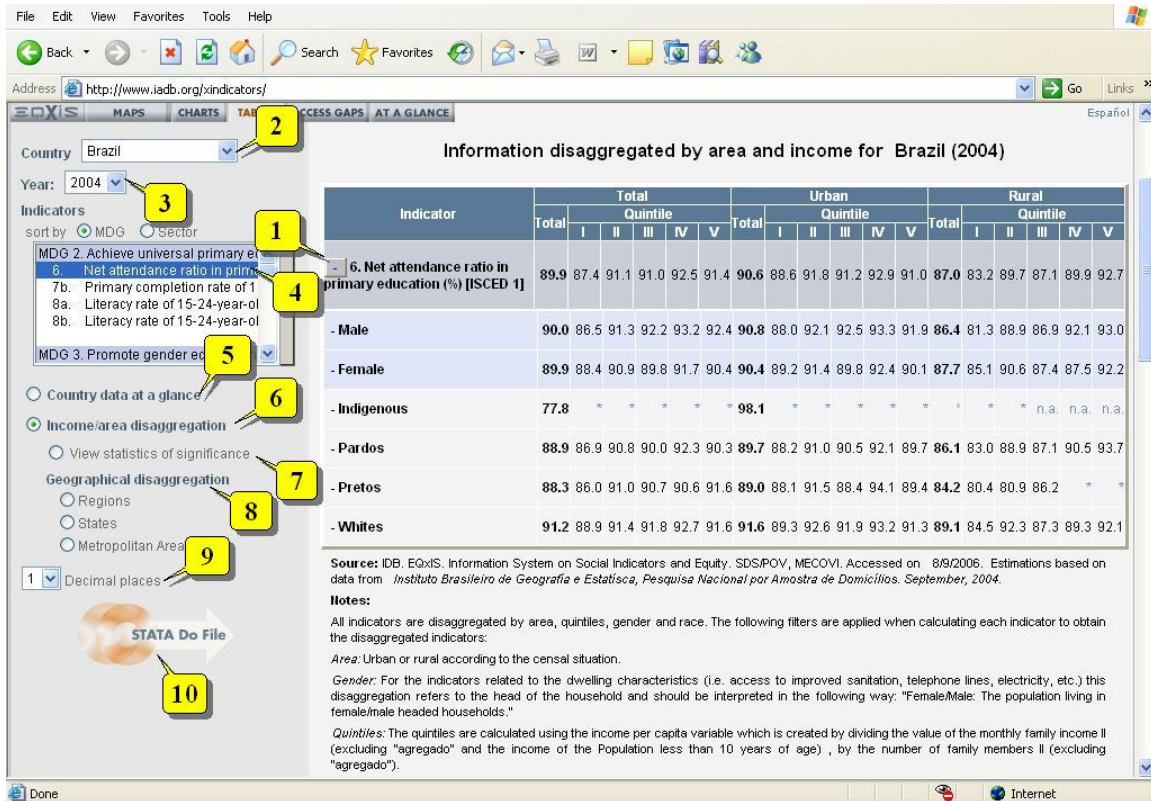 File Edit View Favorites Tools Help
Back Search Favorites
Address http://www.iadb.org/xindicators/ Go Links »
EQXIS MAPS CHARTS TAB CCESS GAPS AT A GLANCE Español
Country Brazil
2
Year: 2004
3
Indicators
sort by MDG Sector
MDG 2. Achieve universal primary e
6. Net attendance ratio in prim
7b. Primary completion rate of 1
8a. Literacy rate of 15-24-year-ol
8b. Literacy rate of 15-24-year-ol
MDG 3. Promote gender eq
1
4
5
Country data at a glance
6
Income/area disaggregation
View statistics of significance
7
Geographical disaggregation
Regions
8
States
Metropolitan Area
9
1 Decimal places
STATA Do File
10
Information disaggregated by area and income for Brazil (2004)
Indicator Total Urban Rural
Total Quintile Total Quintile Total Quintile
I II III IV V I II III IV V I II III IV V
- 6. Net attendance ratio in
primary education (%) [ISCED 1] 89.9 87.4 91.1 91.0 92.5 91.4 90.6 88.6 91.8 91.2 92.9 91.0 87.0 83.2 89.7 87.1 89.9 92.7
- Male 90.0 86.5 91.3 92.2 93.2 92.4 90.8 88.0 92.1 92.5 93.3 91.9 86.4 81.3 88.9 86.9 92.1 93.0
- Female 89.9 88.4 90.9 89.8 91.7 90.4 90.4 89.2 91.4 89.8 92.4 90.1 87.7 85.1 90.6 87.4 87.5 92.2
- Indigenous 77.8 * * * * * 98.1 * * * * * * * * n.a. n.a. n.a.
- Pardos 88.9 86.9 90.8 90.0 92.3 90.3 89.7 88.2 91.0 90.5 92.1 89.7 86.1 83.0 88.9 87.1 90.5 93.7
- Pretos 88.3 86.0 91.0 90.7 90.6 91.6 89.0 88.1 91.5 88.4 94.1 89.4 84.2 80.4 80.9 86.2 * *
- Whites 91.2 88.9 91.4 91.8 92.7 91.6 91.6 89.3 92.6 91.9 93.2 91.3 89.1 84.5 92.3 87.3 89.3 92.1
Source: IDB. EQxIS. Information System on Social Indicators and Equity. SDS/POV, MECOVI. Accessed on 8/9/2006. Estimations based on
data from Instituto Brasileiro de Geografia e Estatísca, Pesquisa Nacional por Amostra de Domicílios. September, 2004.
Notes:
All indicators are disaggregated by area, quintiles, gender and race. The following filters are applied when calculating each indicator to obtain
the disaggregated indicators:
Area: Urban or rural according to the censal situation.
Gender: For the indicators related to the dwelling characteristics (i.e. access to improved sanitation, telephone lines, electricity, etc.) this
disaggregation refers to the head of the household and should be interpreted in the following way: "Female/Male: The population living in
female/male headed households."
Quintiles: The quintiles are calculated using the income per capita variable which is created by dividing the value of the monthly family income II
(excluding "agregado" and the income of the Population less than 10 years of age) , by the number of family members II (excluding
"agregado").
Done Internet